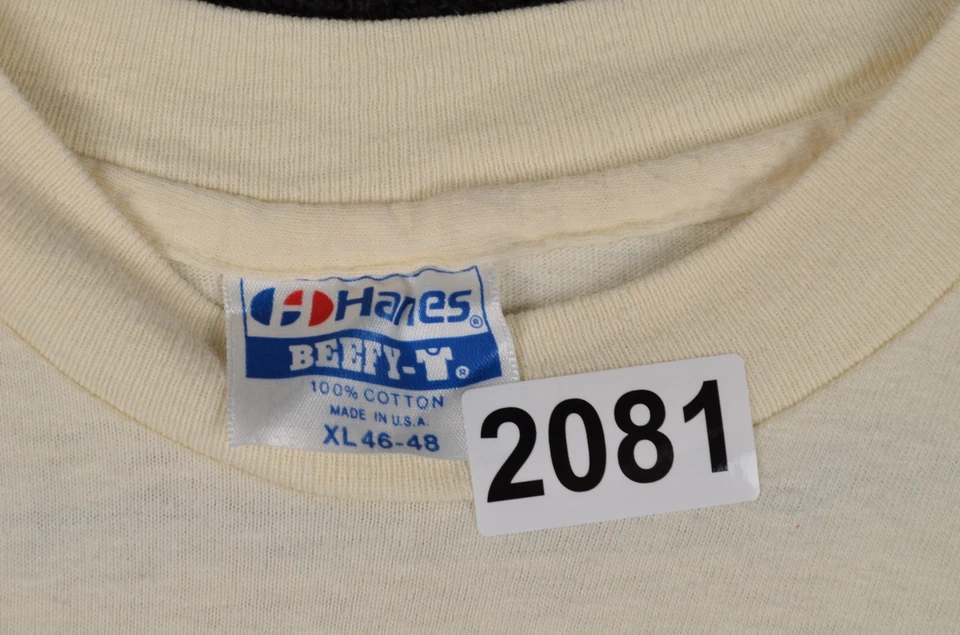 Hanes®
BEEFY-T®
100% COTTON
MADE IN U.S.A.
XL 46-48
2081